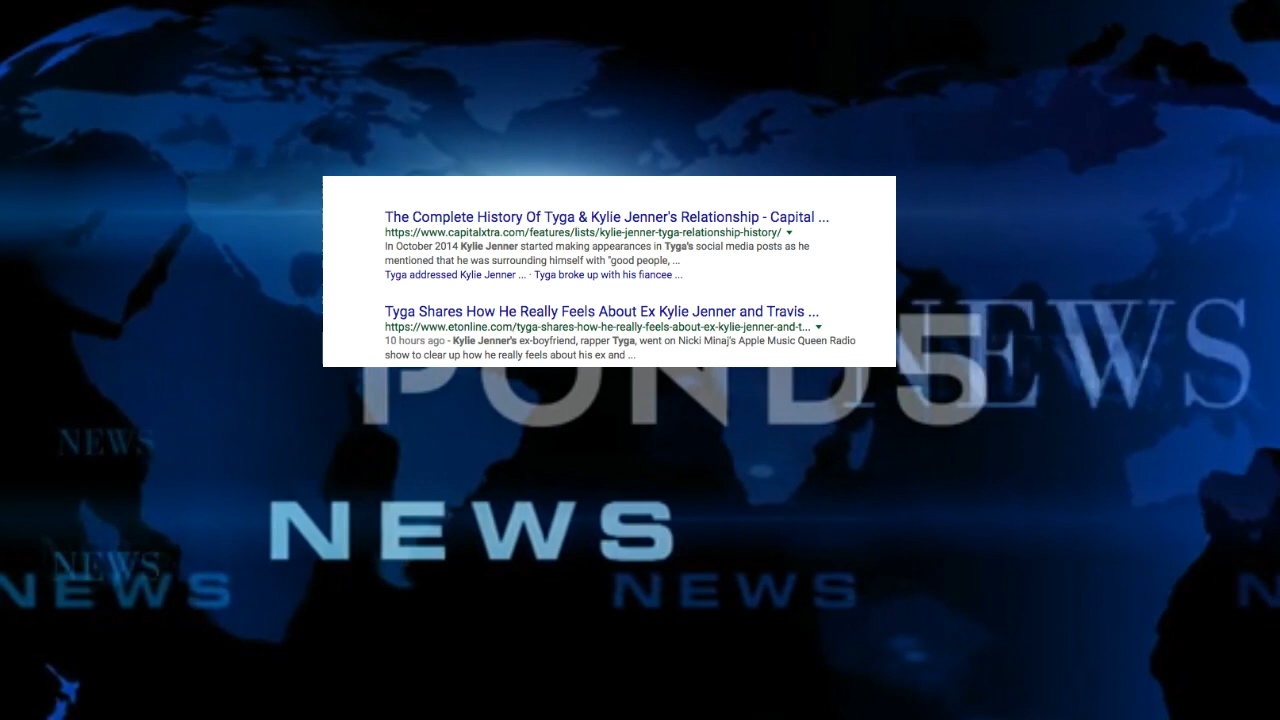 The Complete History Of Tyga & Kylie Jenner's Relationship - Capital ...
https://www.capitalxtra.com/features/lists/kylie-jenner-tyga-relationship-history/
In October 2014 Kylie Jenner started making appearances in Tyga's social media posts as he
mentioned that he was surrounding himself with "good people, ...
Tyga addressed Kylie Jenner ... · Tyga broke up with his fiancee ...
Tyga Shares How He Really Feels About Ex Kylie Jenner and Travis ...
https://www.etonline.com/tyga-shares-how-he-really-feels-about-ex-kylie-jenner-and-t...
10 hours ago - Kylie Jenner's ex-boyfriend, rapper Tyga, went on Nicki Minaj's Apple Music Queen Radio
show to clear up how he really feels about his ex and ...
NEWS
POND5
NEWS
NEWS
NEWS
NEWS
NEWS
N